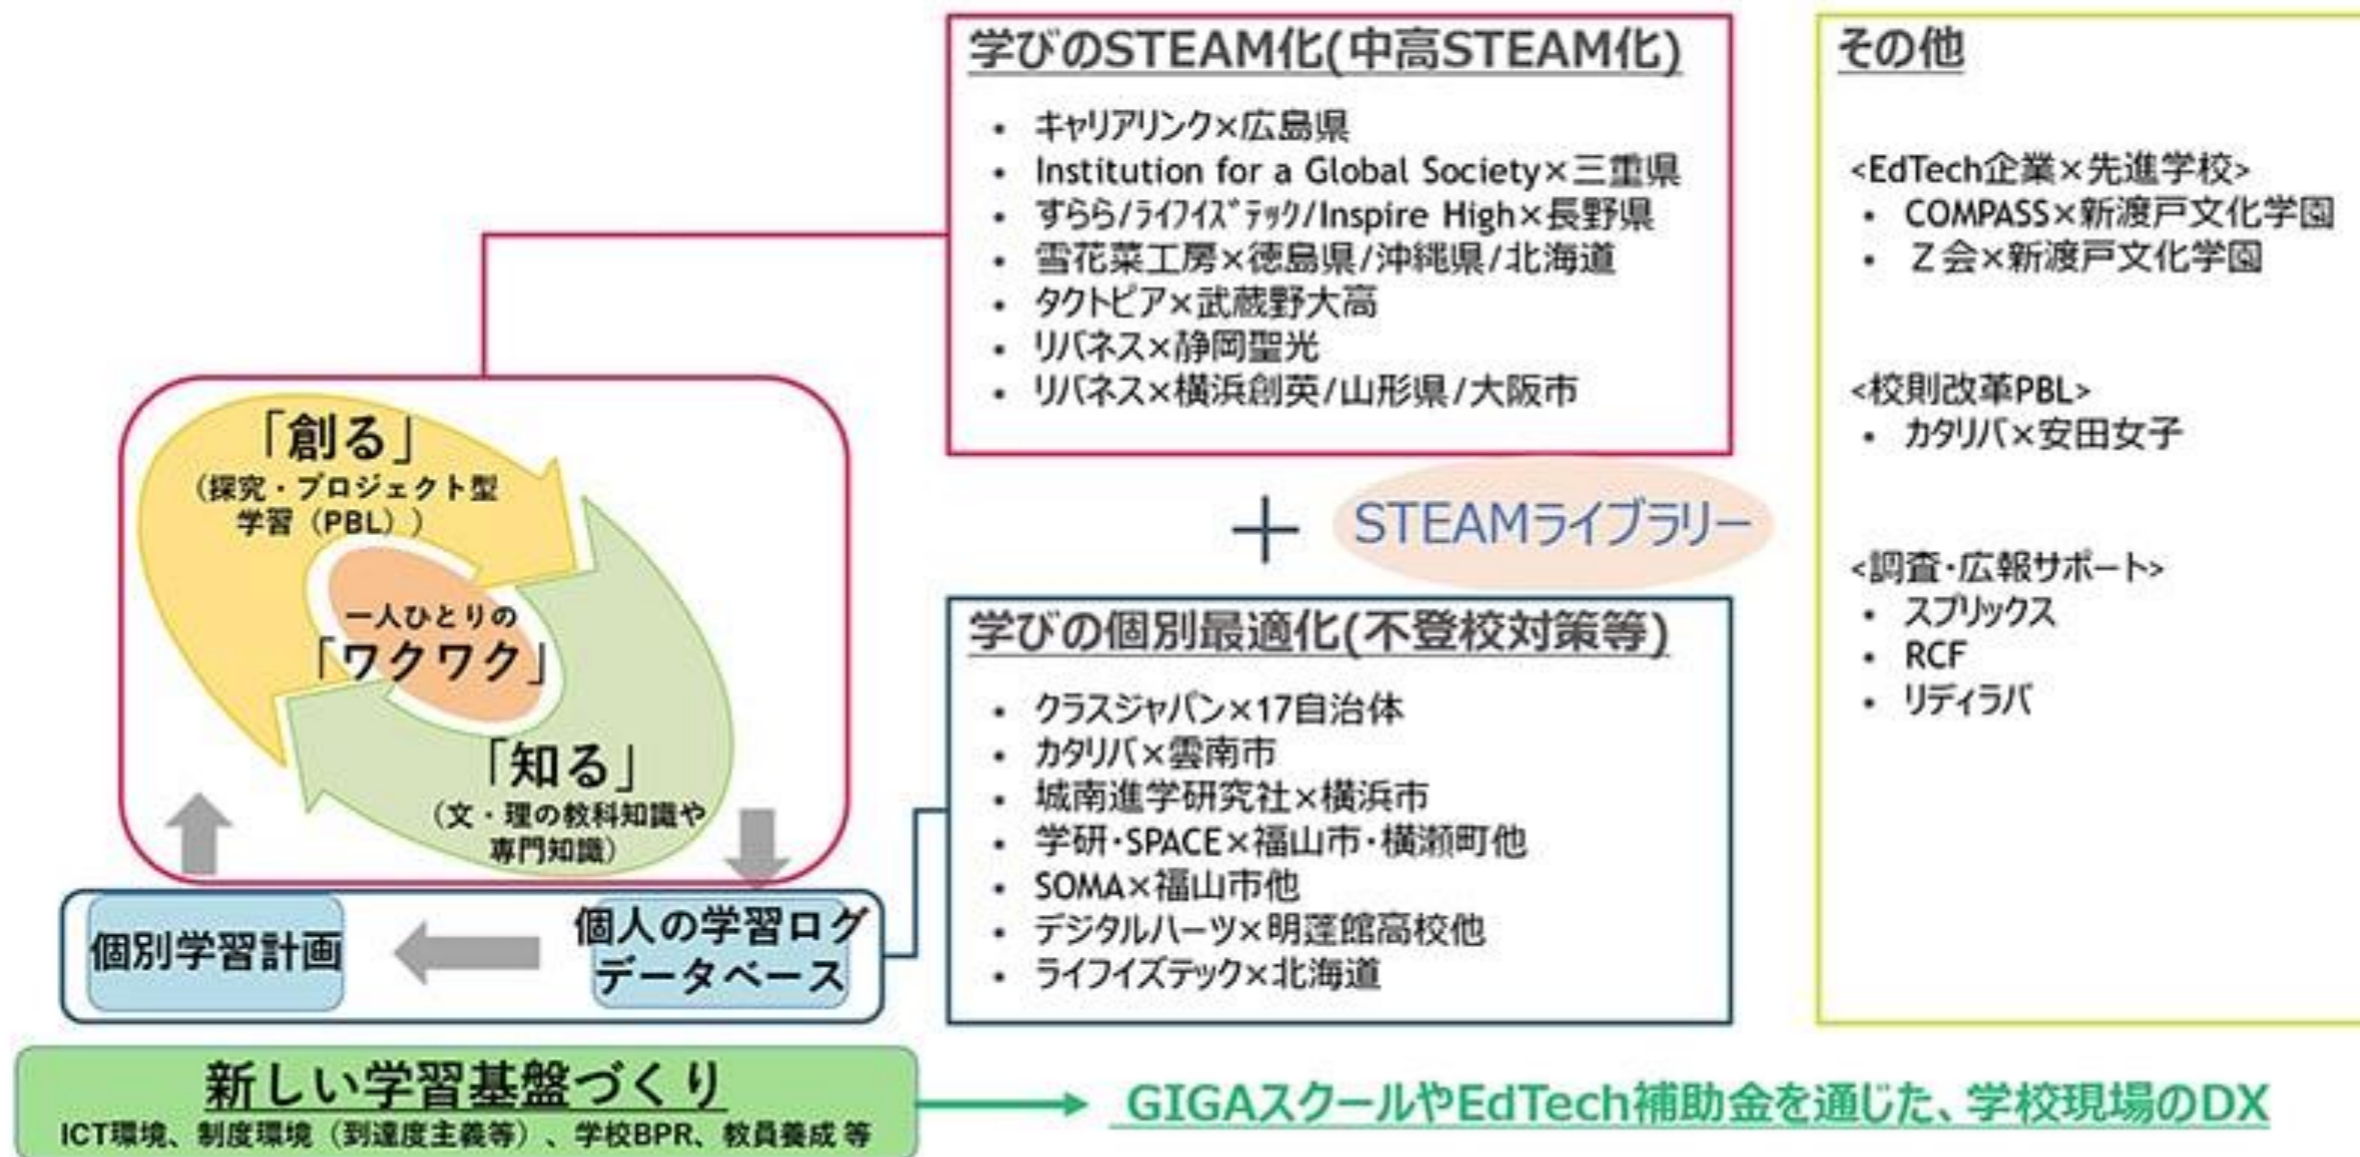 学びのSTEAM化(中高STEAM化)
• キャリアリンク×広島県
• Institution for a Global Society×三重県
• すらら/ﾗｲﾌｲｽﾞﾃｯｸ/Inspire High×長野県
• 雪花菜工房×徳島県/沖縄県/北海道
• タクトピア×武蔵野大高
• リバネス×静岡聖光
• リバネス×横浜創英/山形県/大阪市
その他
<EdTech企業×先進学校>
• COMPASS×新渡戸文化学園
• Z会×新渡戸文化学園
<校則改革PBL>
• カタリバ×安田女子
<調査・広報サポート>
• スプリックス
• RCF
• リディラバ
「創る」
(探究・プロジェクト型
学習(PBL))
一人ひとりの
「ワクワク」
「知る」
(文・理の教科知識や
専門知識)
+ STEAMライブラリー
学びの個別最適化(不登校対策等)
• クラスジャパン×17自治体
• カタリバ×雲南市
• 城南進学研究社×横浜市
• 学研・SPACE×福山市・横瀬町他
• SOMA×福山市他
• デジタルハーツ×明蓬館高校他
• ライフイズテック×北海道
個別学習計画
個人の学習ログ
データベース
新しい学習基盤づくり
ICT環境、制度環境(到達度主義等)、学校BPR、教員養成 等
GIGAスクールやEdTech補助金を通じた、学校現場のDX